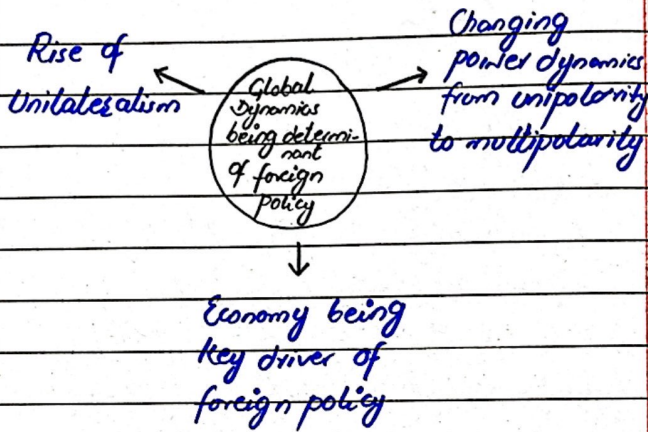 Rise of
Unilateralism
Global
Dynamics
being determi-
nant
of foreign
policy
Changing
power dynamics
from unipolarity
to multipolarity
Economy being
key driver of
foreign policy